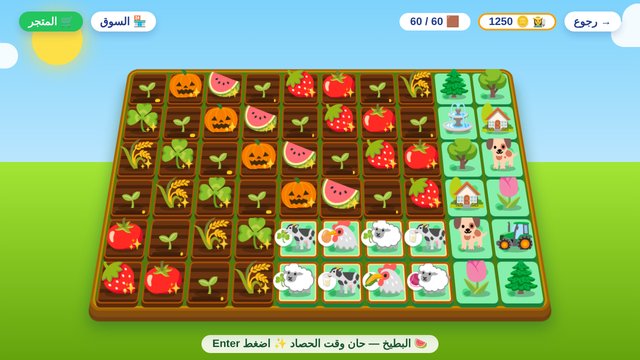 → رجوع
1250
60 / 60
السوق
المتجر
البطيخ — حان وقت الحصاد ✨ اضغط Enter